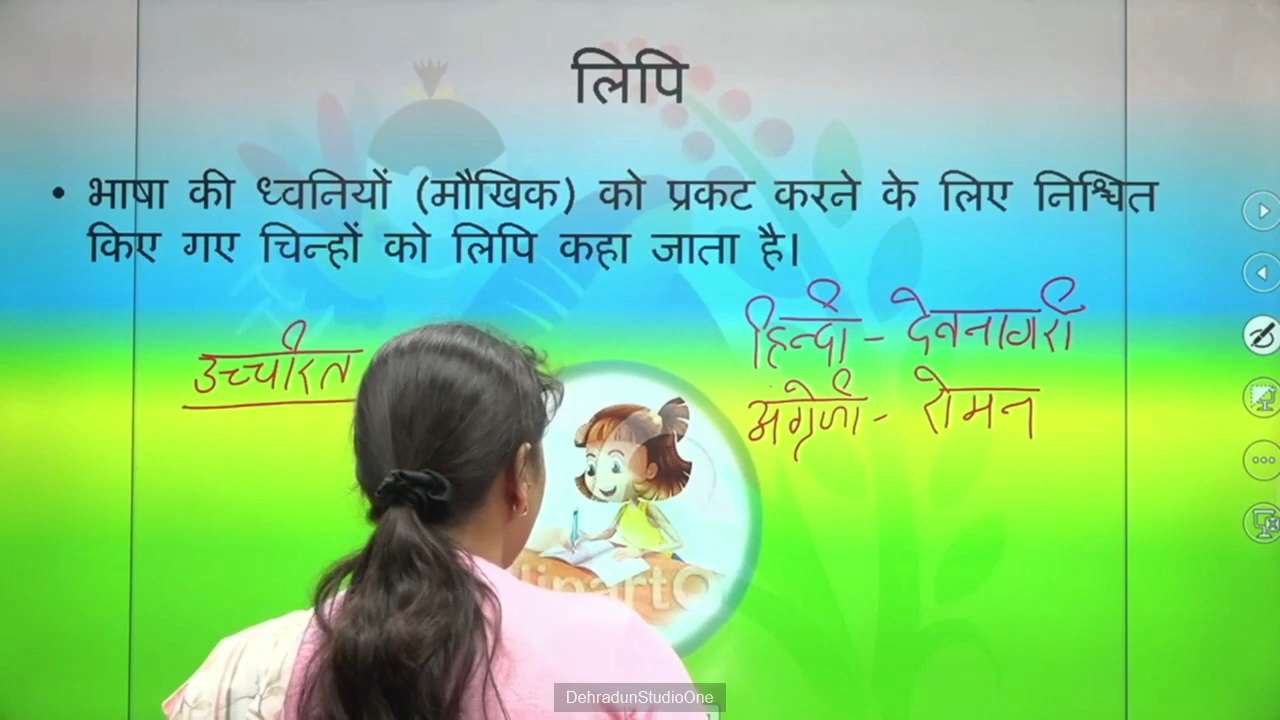 लिपि
• भाषा की ध्वनियों (मौखिक) को प्रकट करने के लिए निश्चित
किए गए चिन्हों को लिपि कहा जाता है।
उच्चरित
हिन्दी - देवनागरी
अंग्रेजी - रोमन
DehradunStudioOne